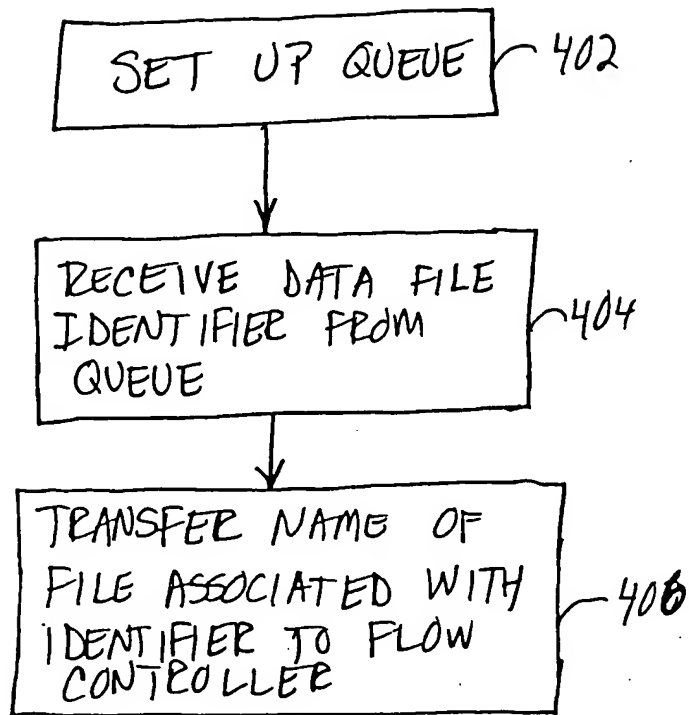 SET UP QUEUE
402
RECEIVE DATA FILE
IDENTIFIER FROM
QUEUE
404
TRANSFER NAME OF
FILE ASSOCIATED WITH
IDENTIFIER TO FLOW
CONTROLLER
406